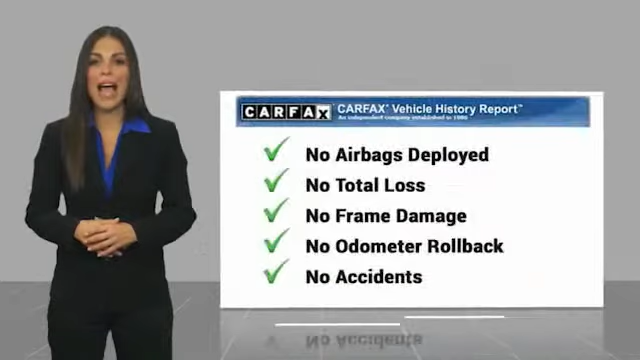 CARFAX CARFAX® Vehicle History Report™
An independent company established in 1986
No Airbags Deployed
No Total Loss
No Frame Damage
No Odometer Rollback
No Accidents